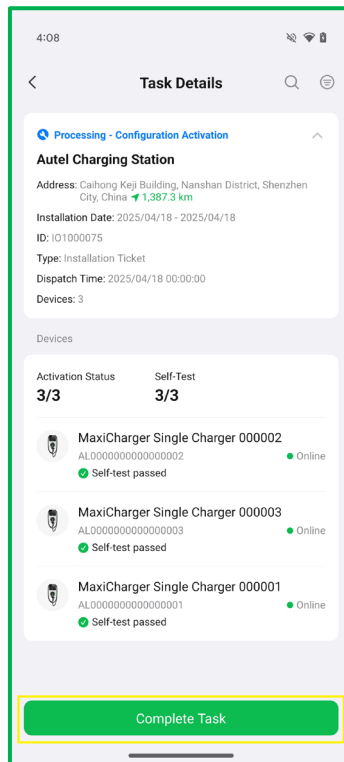 4:08
Task Details
Processing - Configuration Activation
Autel Charging Station
Address: Caihong Keji Building, Nanshan District, Shenzhen
City, China 1,387.3 km
Installation Date: 2025/04/18 - 2025/04/18
ID: IO1000075
Type: Installation Ticket
Dispatch Time: 2025/04/18 00:00:00
Devices: 3
Devices
Activation Status Self-Test
3/3 3/3
MaxiCharger Single Charger 000002
AL0000000000000002 Online
Self-test passed
MaxiCharger Single Charger 000003
AL0000000000000003 Online
Self-test passed
MaxiCharger Single Charger 000001
AL0000000000000001 Online
Self-test passed
Complete Task